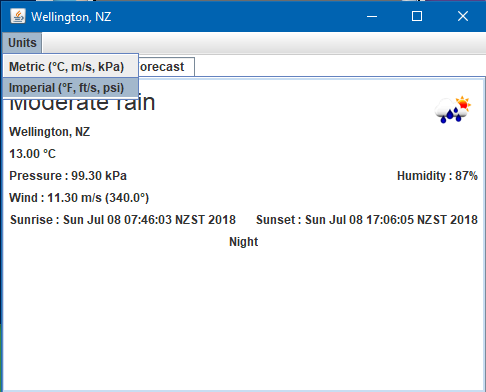 Wellington, NZ
Units
Metric (°C, m/s, kPa)
orecast
Imperial (°F, ft/s, psi)
Moderate rain
Wellington, NZ
13.00 °C
Pressure : 99.30 kPa
Humidity : 87%
Wind : 11.30 m/s (340.0°)
Sunrise : Sun Jul 08 07:46:03 NZST 2018
Sunset : Sun Jul 08 17:06:05 NZST 2018
Night